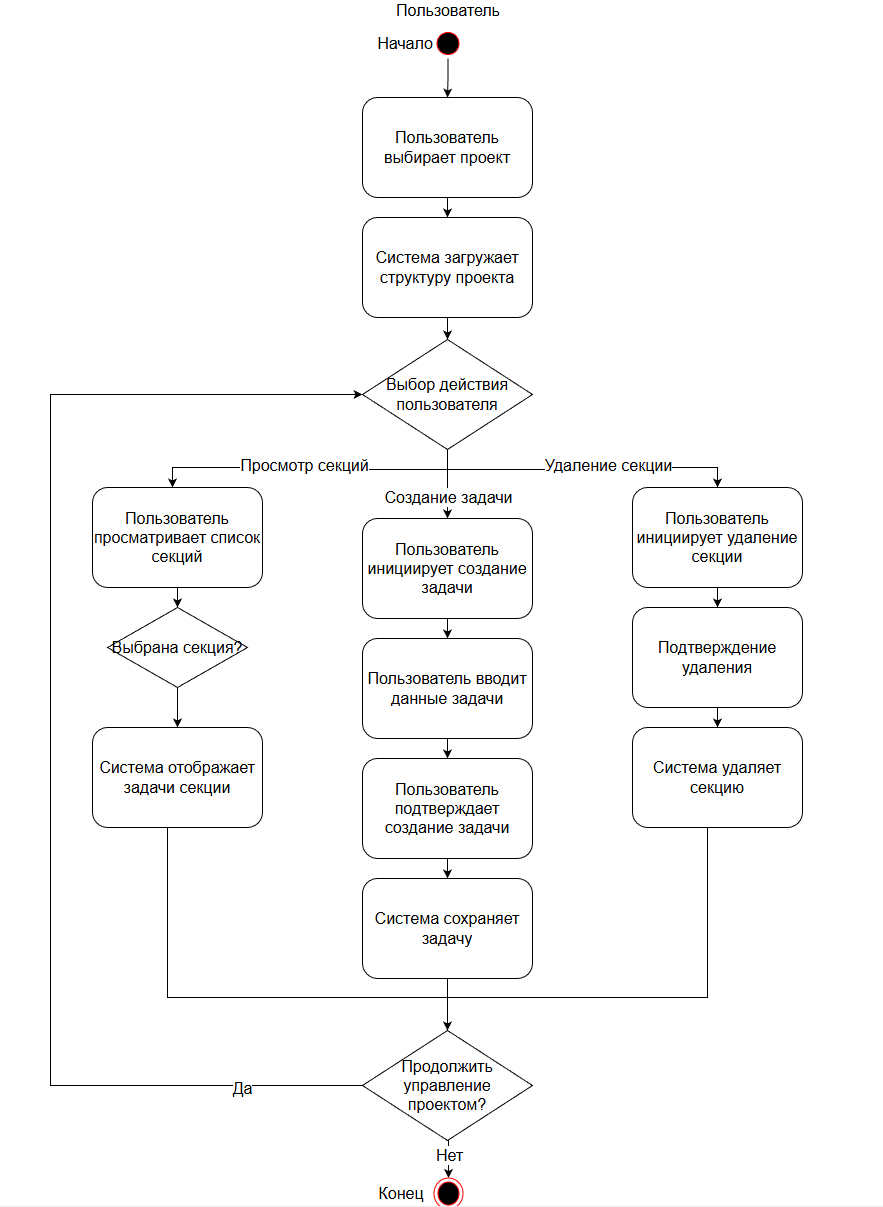 Пользователь
Начало
Пользователь
выбирает проект
Система загружает
структуру проекта
Выбор действия
пользователя
Просмотр секций
Создание задачи
Удаление секции
Пользователь
просматривает список
секций
Выбрана секция?
Система отображает
задачи секции
Пользователь
инициирует создание
задачи
Пользователь вводит
данные задачи
Пользователь
подтверждает
создание задачи
Система сохраняет
задачу
Пользователь
инициирует удаление
секции
Подтверждение
удаления
Система удаляет
секцию
Продолжить
управление
проектом?
Да
Нет
Конец